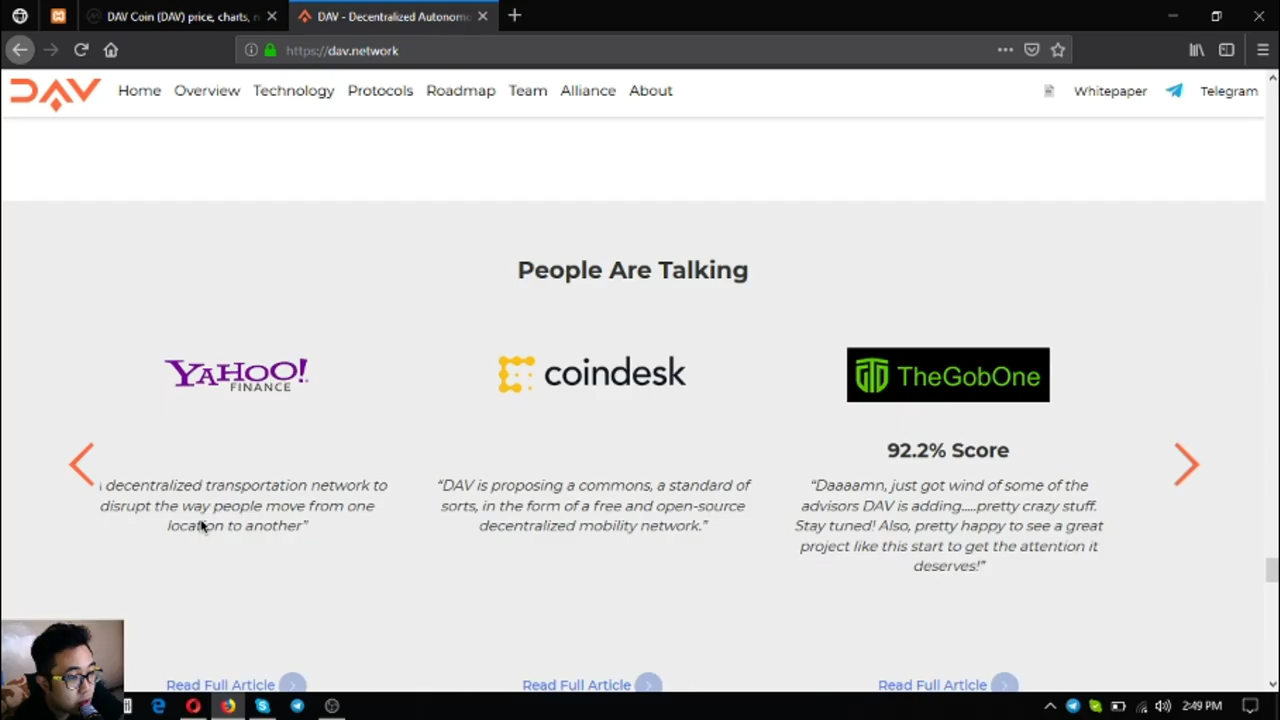 DAV Coin (DAV) price, charts,
DAV - Decentralized Autonomo
https://dav.network
DAV
Home Overview Technology Protocols Roadmap Team Alliance About Whitepaper Telegram
People Are Talking
YAHOO!
FINANCE
coindesk
GTO TheGobOne
92.2% Score
decentralized transportation network to
disrupt the way people move from one
location to another”
“DAV is proposing a commons, a standard of
sorts, in the form of a free and open-source
decentralized mobility network.”
“Daaaamn, just got wind of some of the
advisors DAV is adding.....pretty crazy stuff.
Stay tuned! Also, pretty happy to see a great
project like this start to get the attention it
deserves!”
Read Full Article
Read Full Article
Read Full Article
2:49 PM